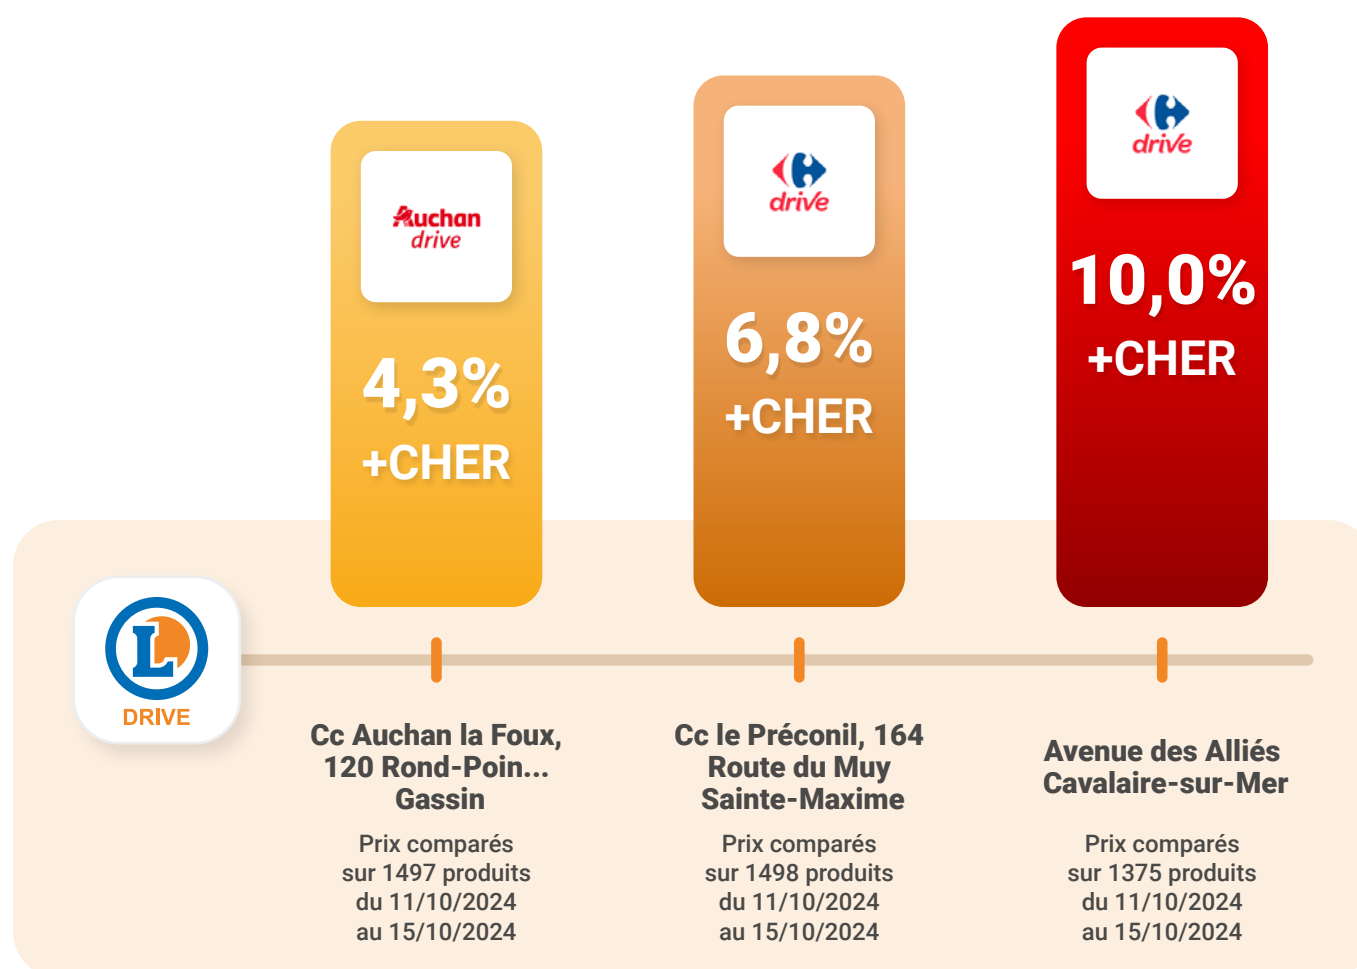 Auchan
drive
4,3%
+CHER
drive
6,8%
+CHER
drive
10,0%
+CHER
L
DRIVE
Cc Auchan la Foux,
120 Rond-Poin...
Gassin
Prix comparés
sur 1497 produits
du 11/10/2024
au 15/10/2024
Cc le Préconil, 164
Route du Muy
Sainte-Maxime
Prix comparés
sur 1498 produits
du 11/10/2024
au 15/10/2024
Avenue des Alliés
Cavalaire-sur-Mer
Prix comparés
sur 1375 produits
du 11/10/2024
au 15/10/2024